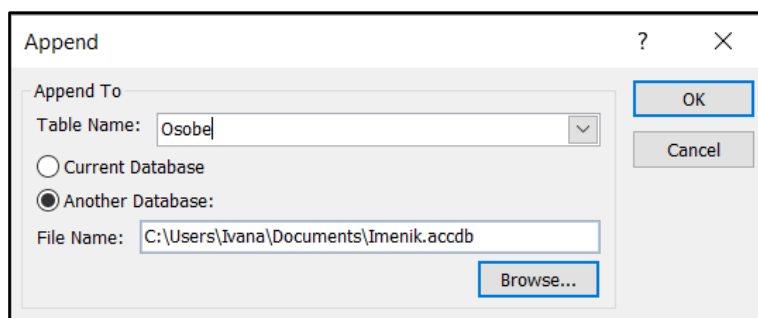 Append ?
Append To
Table Name: Osobe
Current Database
Another Database:
File Name: C:\Users\Ivana\Documents\Imenik.accdb
Browse...
OK
Cancel